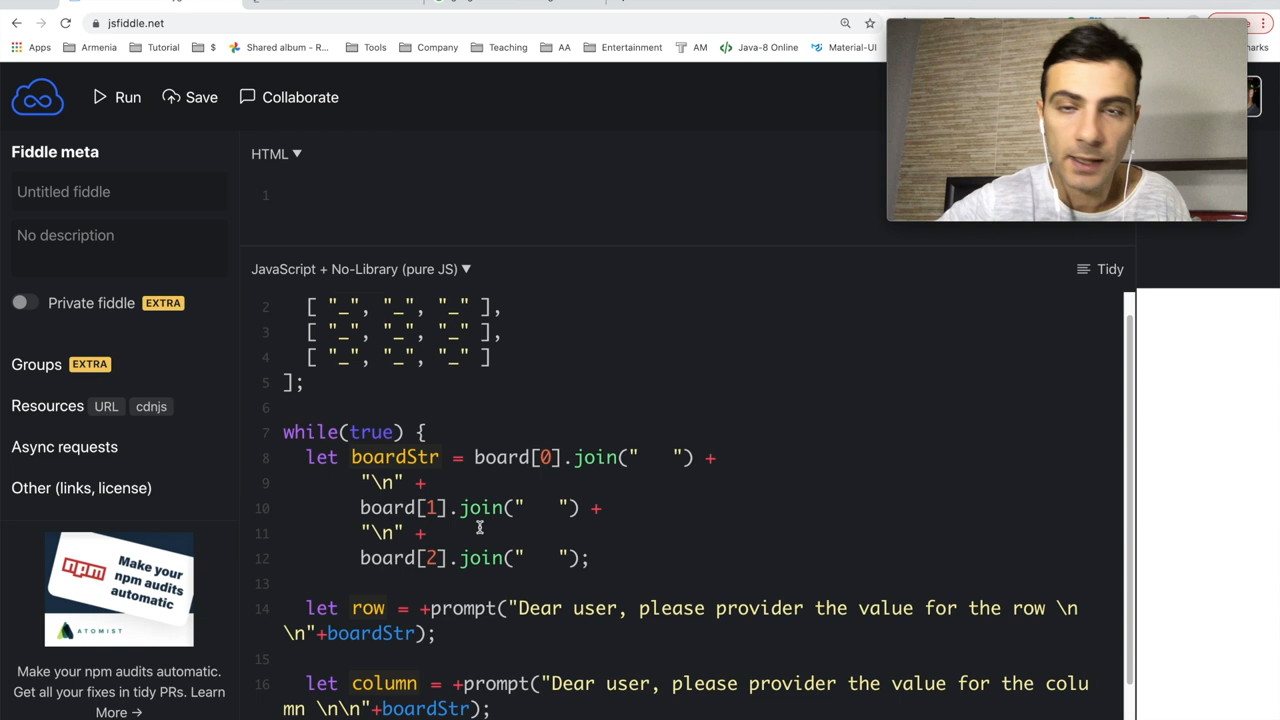 jsfiddle.net
Apps
Armenia
Tutorial
$
Shared album - R...
Tools
Company
Teaching
AA
Entertainment
AM
Java-8 Online
Material-UI
Run
Save
Collaborate
Fiddle meta
Untitled fiddle
No description
Private fiddle EXTRA
Groups EXTRA
Resources URL cdnjs
Async requests
Other (links, license)
npm
Make your
npm audits
automatic
ATOMIST
Make your npm audits automatic.
Get all your fixes in tidy PRs. Learn
More →
HTML ▼
1
JavaScript + No-Library (pure JS) ▼
Tidy
2 [ "_", "_", "_" ],
3 [ "_", "_", "_" ],
4 [ "_", "_", "_" ]
5 ];
6
7 while(true) {
8 let boardStr = board[0].join("   ") +
9 "\n" +
10 board[1].join("   ") +
11 "\n" +
12 board[2].join("   ");
13
14 let row = +prompt("Dear user, please provider the value for the row \n
\n"+boardStr);
15
16 let column = +prompt("Dear user, please provider the value for the colu
mn \n\n"+boardStr);